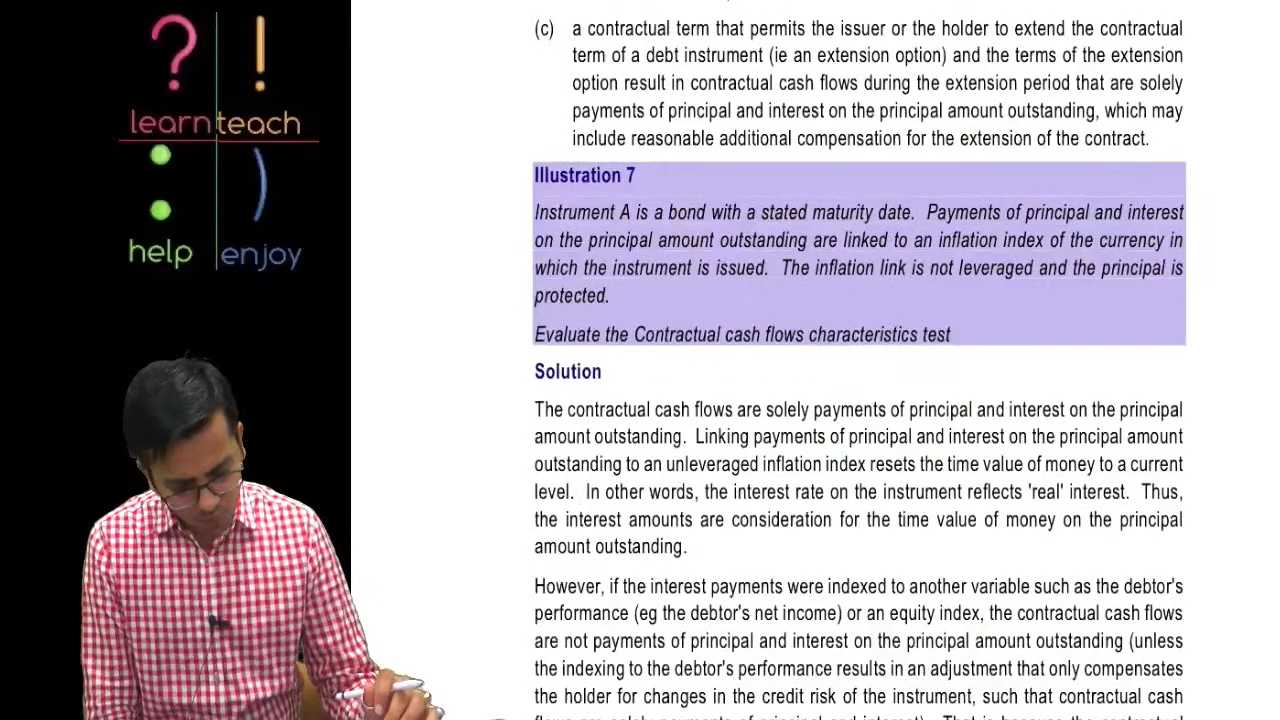 ? !
learn teach
: )
help enjoy
(c) a contractual term that permits the issuer or the holder to extend the contractual
term of a debt instrument (ie an extension option) and the terms of the extension
option result in contractual cash flows during the extension period that are solely
payments of principal and interest on the principal amount outstanding, which may
include reasonable additional compensation for the extension of the contract.
Illustration 7
Instrument A is a bond with a stated maturity date. Payments of principal and interest
on the principal amount outstanding are linked to an inflation index of the currency in
which the instrument is issued. The inflation link is not leveraged and the principal is
protected.
Evaluate the Contractual cash flows characteristics test
Solution
The contractual cash flows are solely payments of principal and interest on the principal
amount outstanding. Linking payments of principal and interest on the principal amount
outstanding to an unleveraged inflation index resets the time value of money to a current
level. In other words, the interest rate on the instrument reflects 'real' interest. Thus,
the interest amounts are consideration for the time value of money on the principal
amount outstanding.
However, if the interest payments were indexed to another variable such as the debtor's
performance (eg the debtor's net income) or an equity index, the contractual cash flows
are not payments of principal and interest on the principal amount outstanding (unless
the indexing to the debtor's performance results in an adjustment that only compensates
the holder for changes in the credit risk of the instrument, such that contractual cash